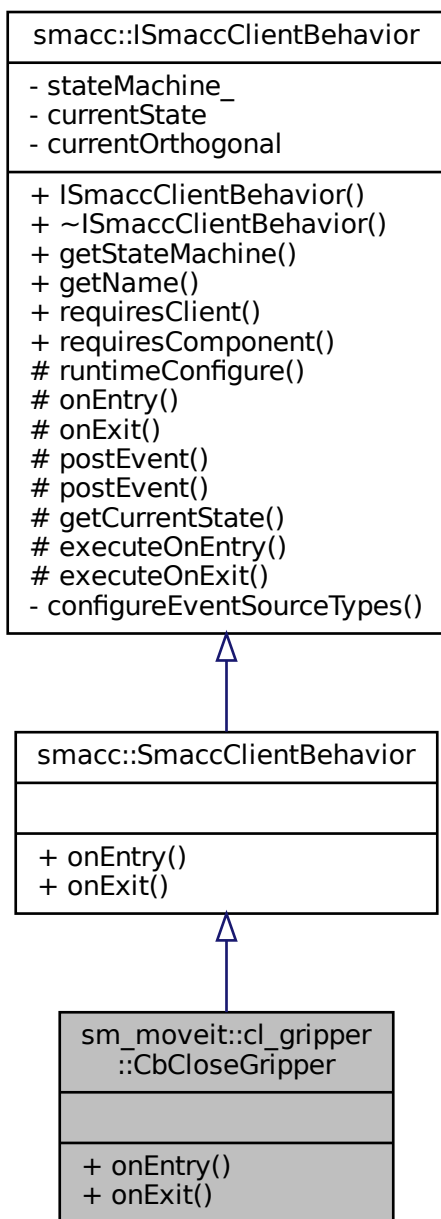 smacc::ISmaccClientBehavior
- stateMachine_
- currentState
- currentOrthogonal
+ ISmaccClientBehavior()
+ ~ISmaccClientBehavior()
+ getStateMachine()
+ getName()
+ requiresClient()
+ requiresComponent()
# runtimeConfigure()
# onEntry()
# onExit()
# postEvent()
# postEvent()
# getCurrentState()
# executeOnEntry()
# executeOnExit()
- configureEventSourceTypes()
smacc::SmaccClientBehavior
+ onEntry()
+ onExit()
sm_moveit::cl_gripper
::CbCloseGripper
+ onEntry()
+ onExit()